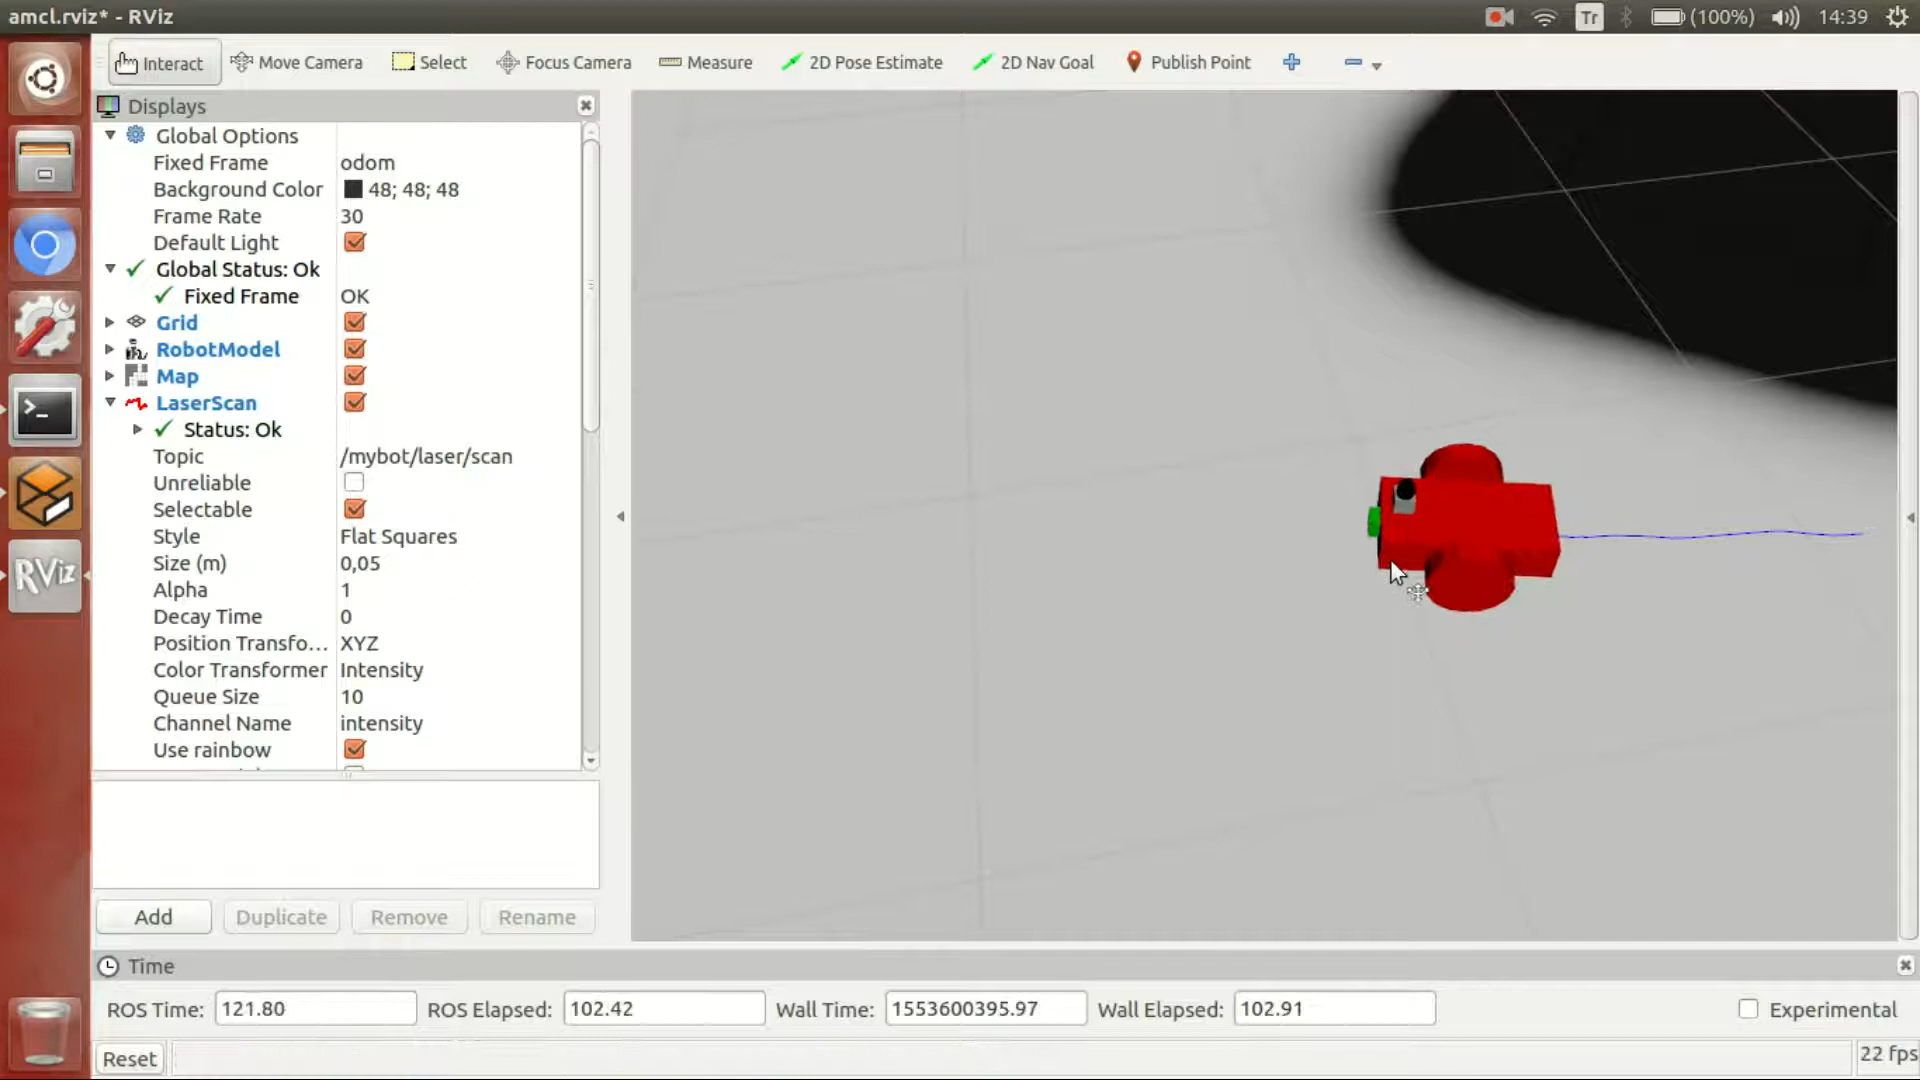 amcl.rviz* - RViz
Tr (100%) 14:39
Interact Move Camera Select Focus Camera Measure 2D Pose Estimate 2D Nav Goal Publish Point
Displays
Global Options
Fixed Frame odom
Background Color 48; 48; 48
Frame Rate 30
Default Light
Global Status: Ok
Fixed Frame OK
Grid
RobotModel
Map
LaserScan
Status: Ok
Topic /mybot/laser/scan
Unreliable
Selectable
Style Flat Squares
Size (m) 0,05
Alpha 1
Decay Time 0
Position Transfo... XYZ
Color Transformer Intensity
Queue Size 10
Channel Name intensity
Use rainbow
RViz
Add Duplicate Remove Rename
Time
ROS Time: 121.80 ROS Elapsed: 102.42 Wall Time: 1553600395.97 Wall Elapsed: 102.91 Experimental
Reset 22 fps